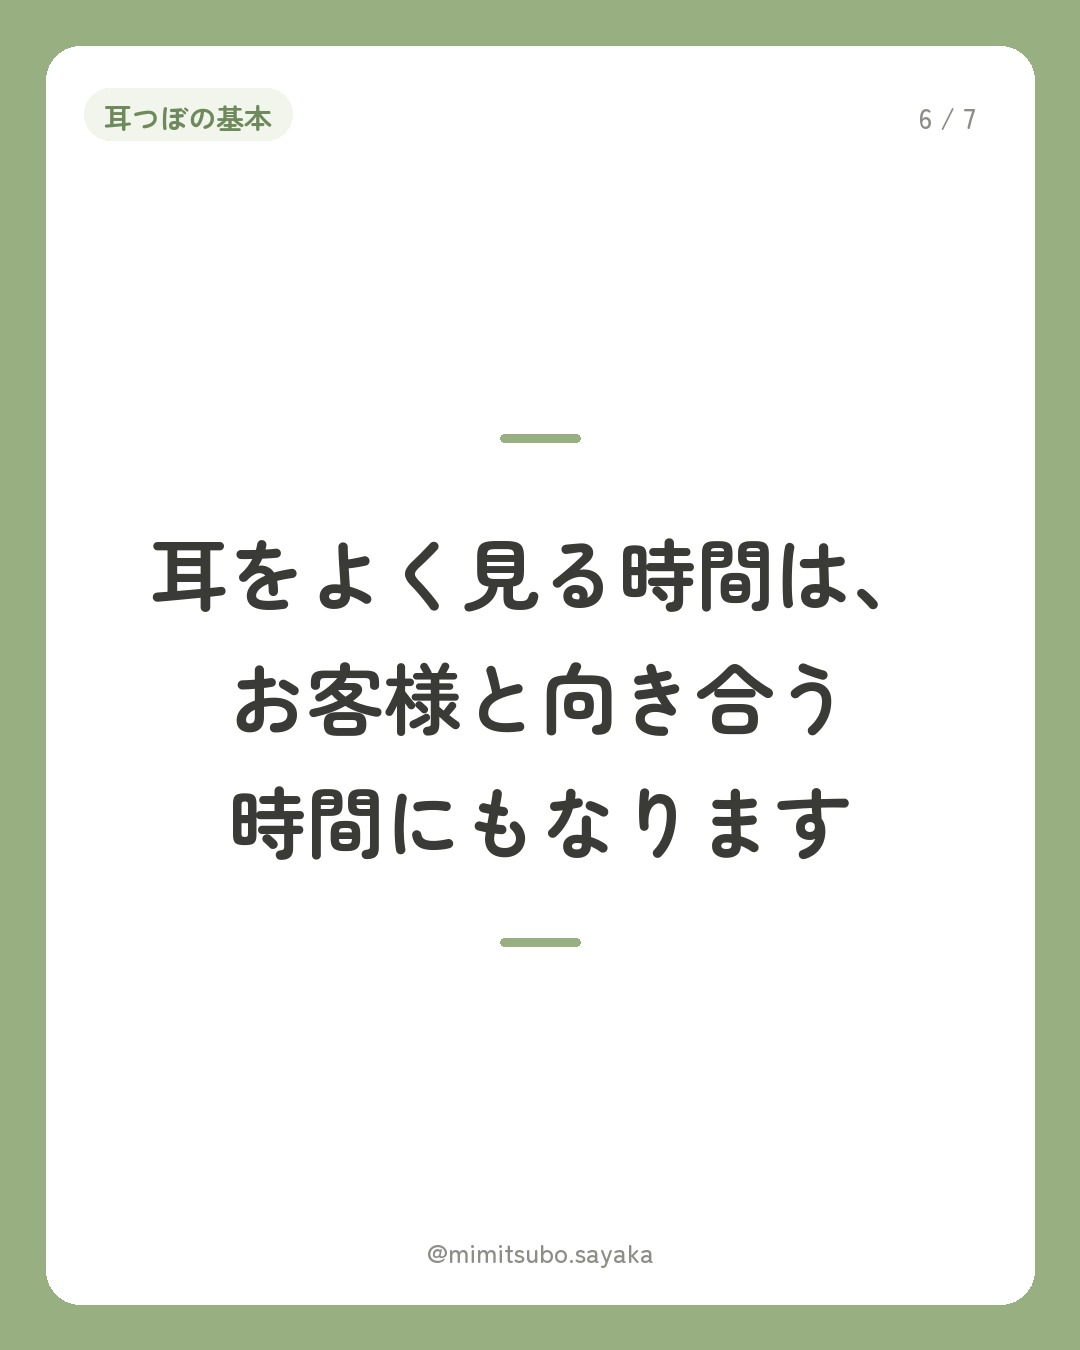 耳つぼの基本
6 / 7
耳をよく見る時間は、
お客様と向き合う
時間にもなります
@mimitsubo.sayaka